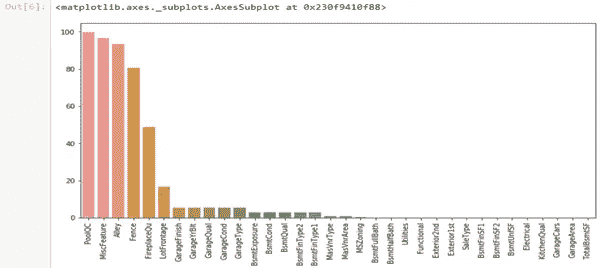 Out[6]: <matplotlib.axes._subplots.AxesSubplot at 0x230f9410f88>
100
80
60
40
20
0
PoolQC
MiscFeature
Alley
Fence
FireplaceQu
LotFrontage
GarageFinish
GarageYrBlt
GarageQual
GarageCond
GarageType
BsmtExposure
BsmtCond
BsmtQual
BsmtFinType2
BsmtFinType1
MasVnrType
MasVnrArea
MSZoning
BsmtFullBath
BsmtHalfBath
Utilities
Functional
Exterior2nd
Exterior1st
SaleType
BsmtFinSF1
BsmtFinSF2
BsmtUnfSF
Electrical
KitchenQual
GarageCars
GarageArea
TotalBsmtSF